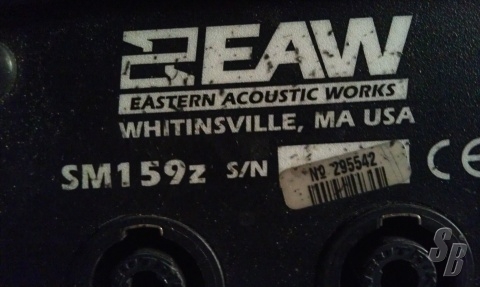 EAW
EASTERN ACOUSTIC WORKS
WHITINSVILLE, MA USA
SM159z S/N Nº 295542 CE
SB